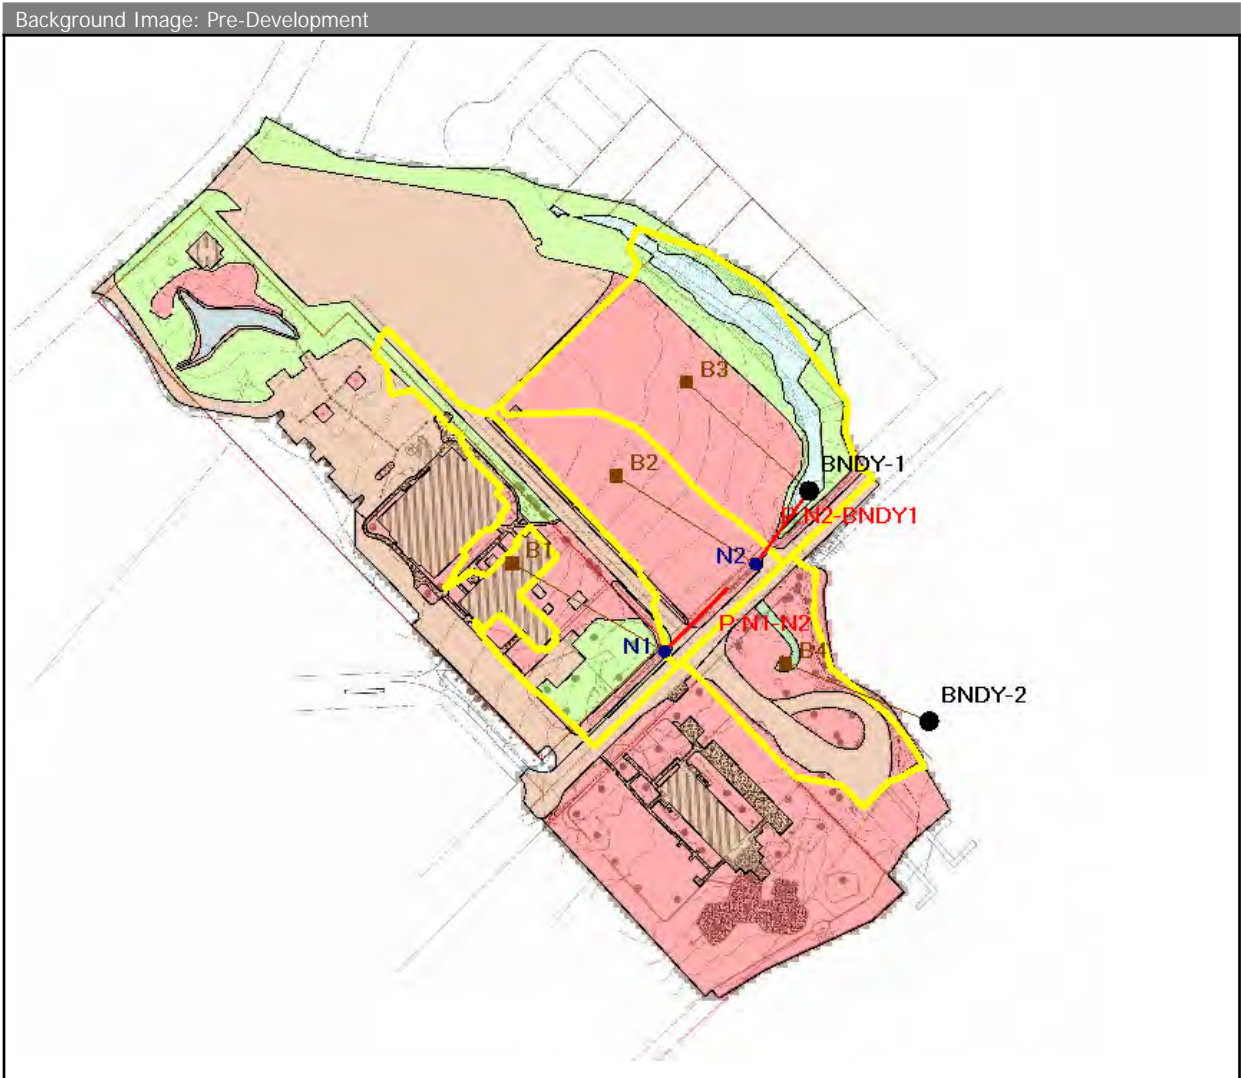 Background Image: Pre-Development
B3
B2
BNDY-1
P N2-BNDY1
B1
N2
P N1-N2
N1
B4
BNDY-2